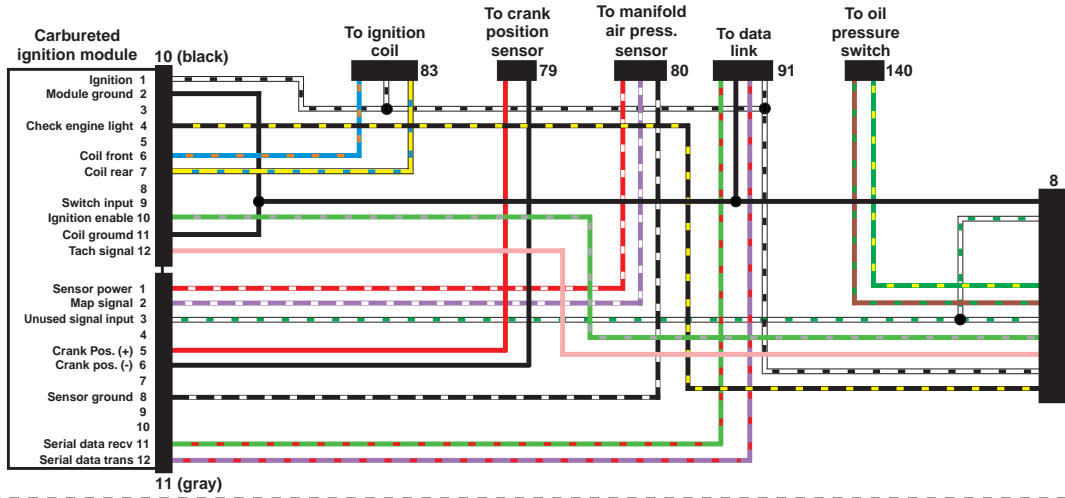 Carbureted
ignition module
10 (black)
To ignition
coil
83
To crank
position
sensor
79
To manifold
air press.
sensor
80
To data
link
91
To oil
pressure
switch
140
8
Ignition 1
Module ground 2
3
Check engine light 4
5
Coil front 6
Coil rear 7
8
Switch input 9
Ignition enable 10
Coil groumd 11
Tach signal 12
Sensor power 1
Map signal 2
Unused signal input 3
4
Crank Pos. (+) 5
Crank pos. (-) 6
7
Sensor ground 8
9
10
Serial data recv 11
Serial data trans 12
11 (gray)